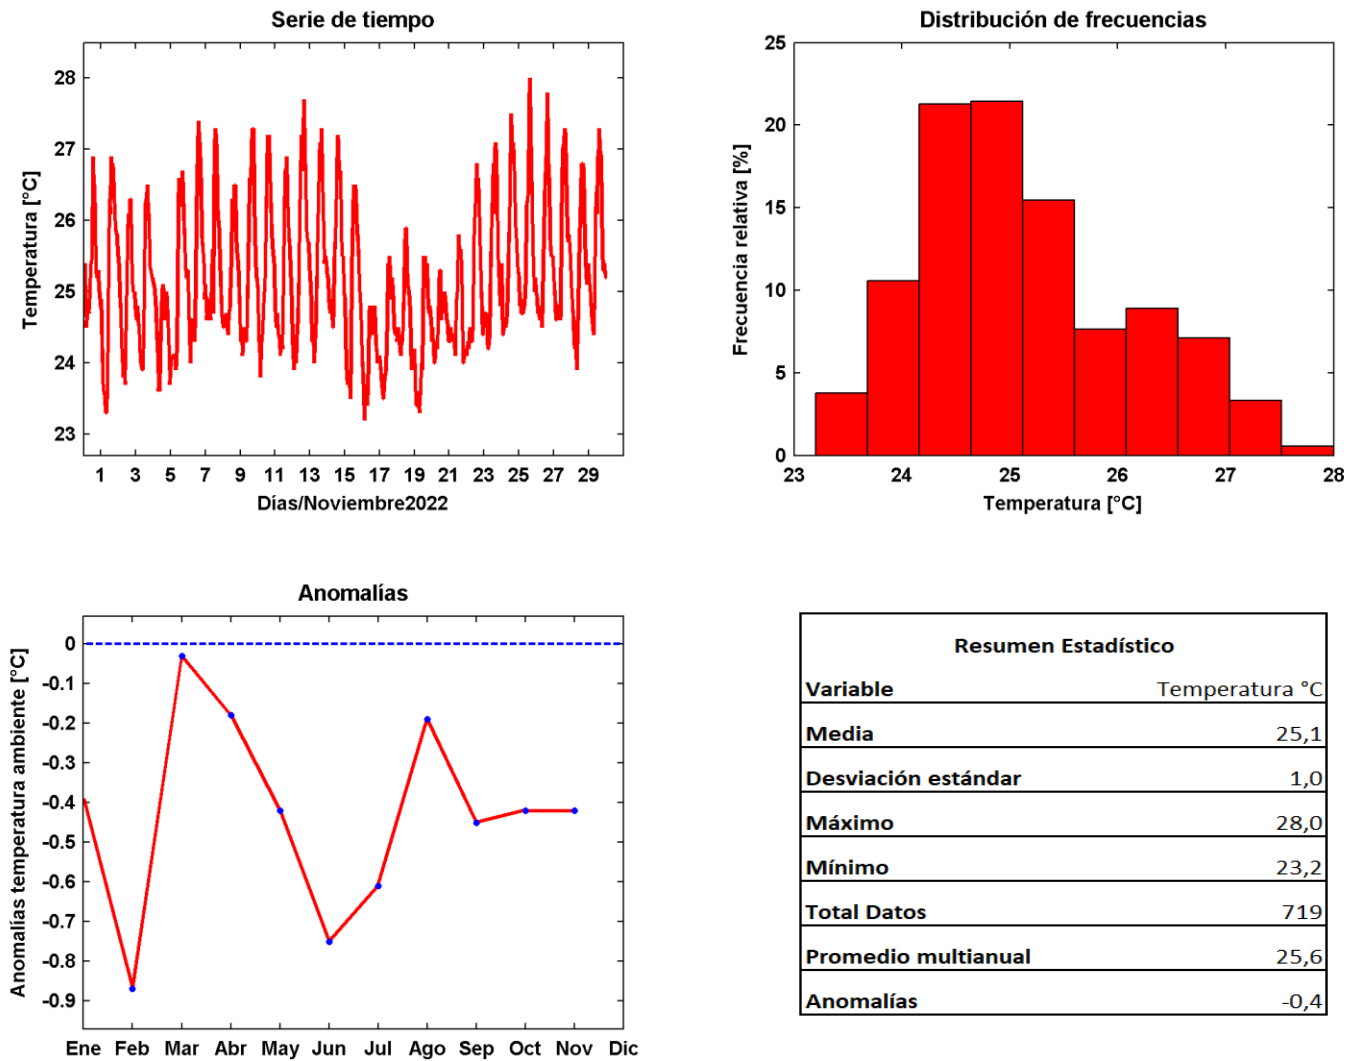 Serie de tiempo
Temperatura [°C]
28
27
26
25
24
23
1 3 5 7 9 11 13 15 17 19 21 23 25 27 29
Días/Noviembre2022
Distribución de frecuencias
Frecuencia relativa [%]
25
20
15
10
5
0
23 24 25 26 27 28
Temperatura [°C]
Anomalías
Anomalías temperatura ambiente [°C]
0
-0.1
-0.2
-0.3
-0.4
-0.5
-0.6
-0.7
-0.8
-0.9
Ene Feb Mar Abr May Jun Jul Ago Sep Oct Nov Dic
Resumen Estadístico
Variable Temperatura °C
Media 25,1
Desviación estándar 1,0
Máximo 28,0
Mínimo 23,2
Total Datos 719
Promedio multianual 25,6
Anomalías -0,4